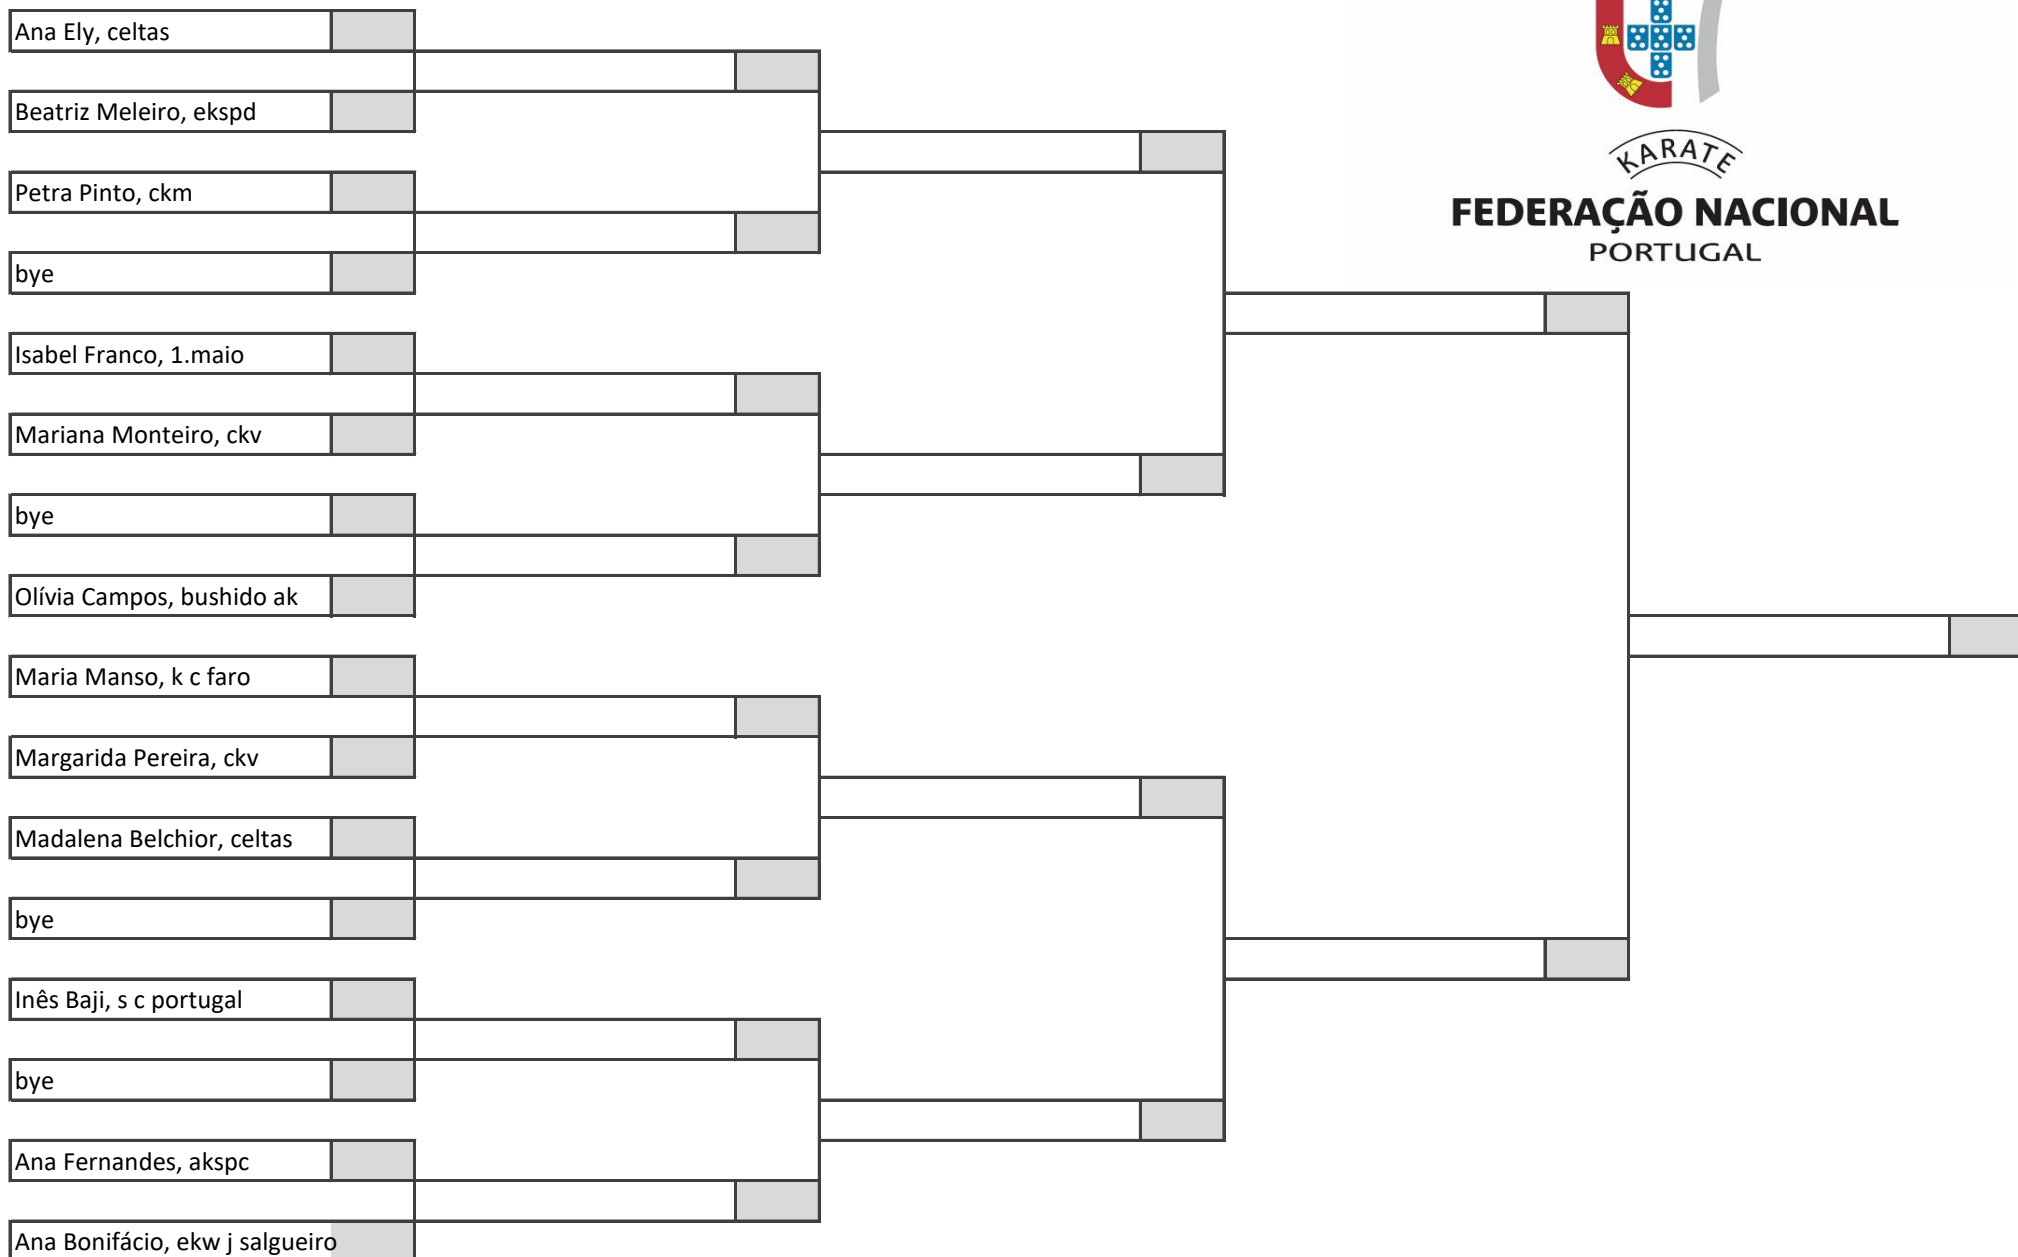 Ana Ely, celtas
Beatriz Meleiro, ekspd
Petra Pinto, ckm
bye
Isabel Franco, 1.maio
Mariana Monteiro, ckv
bye
Olívia Campos, bushido ak
Maria Manso, k c faro
Margarida Pereira, ckv
Madalena Belchior, celtas
bye
Inês Baji, s c portugal
bye
Ana Fernandes, akspc
Ana Bonifácio, ekw j salgueiro
KARATE
FEDERAÇÃO NACIONAL
PORTUGAL